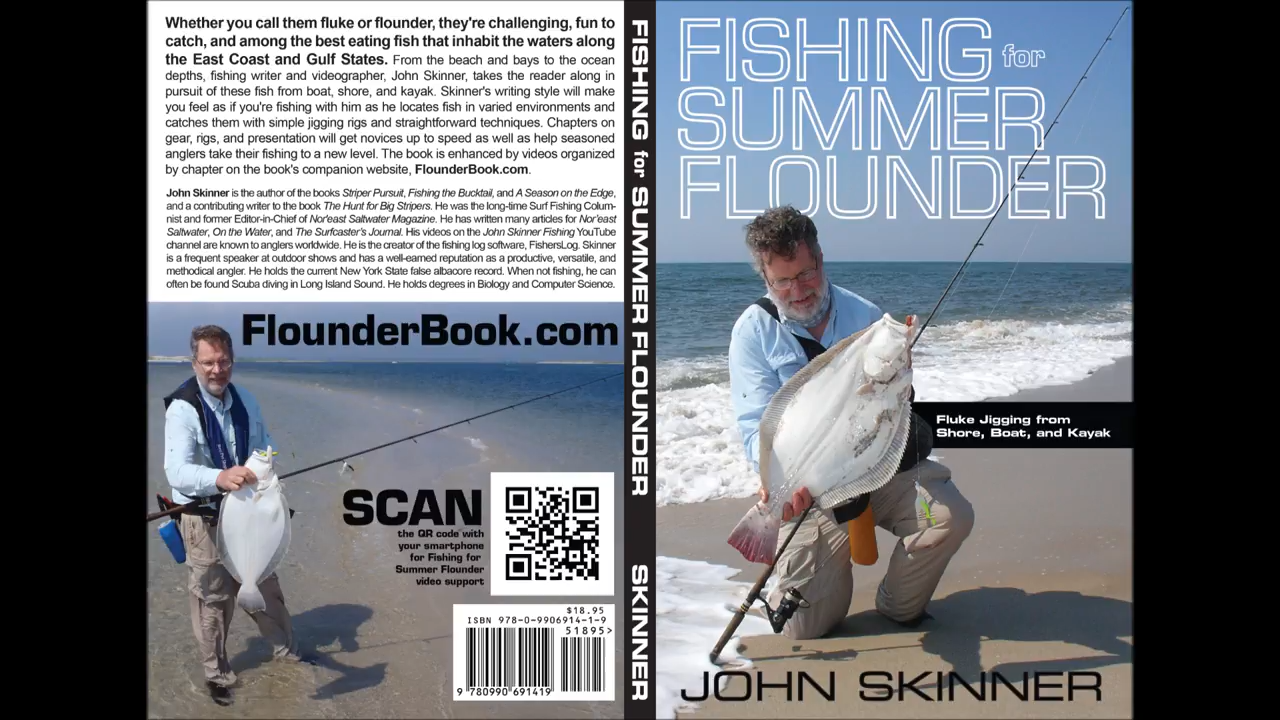 Whether you call them fluke or flounder, they're challenging, fun to
catch, and among the best eating fish that inhabit the waters along
the East Coast and Gulf States. From the beach and bays to the ocean
depths, fishing writer and videographer, John Skinner, takes the reader along in
pursuit of these fish from boat, shore, and kayak. Skinner's writing style will make
you feel as if you're fishing with him as he locates fish in varied environments and
catches them with simple jigging rigs and straightforward techniques. Chapters on
gear, rigs, and presentation will get novices up to speed as well as help seasoned
anglers take their fishing to a new level. The book is enhanced by videos organized
by chapter on the book's companion website, FlounderBook.com.
John Skinner is the author of the books Striper Pursuit, Fishing the Bucktail, and A Season on the Edge,
and a contributing writer to the book The Hunt for Big Stripers. He was the long-time Surf Fishing Colum-
nist and former Editor-in-Chief of Nor'east Saltwater Magazine. He has written many articles for Nor'east
Saltwater, On the Water, and The Surfcaster's Journal. His videos on the John Skinner Fishing YouTube
channel are known to anglers worldwide. He is the creator of the fishing log software, FishersLog. Skinner
is a frequent speaker at outdoor shows and has a well-earned reputation as a productive, versatile, and
methodical angler. He holds the current New York State false albacore record. When not fishing, he can
often be found Scuba diving in Long Island Sound. He holds degrees in Biology and Computer Science.
FlounderBook.com
SCAN
the QR code with
your smartphone
for Fishing for
Summer Flounder
video support
$18.95
ISBN 978-0-9906914-1-9
51895>
9 780990 691419
FISHING for SUMMER FLOUNDER SKINNER
FISHING for
SUMMER
FLOUNDER
Fluke Jigging from
Shore, Boat, and Kayak
JOHN SKINNER